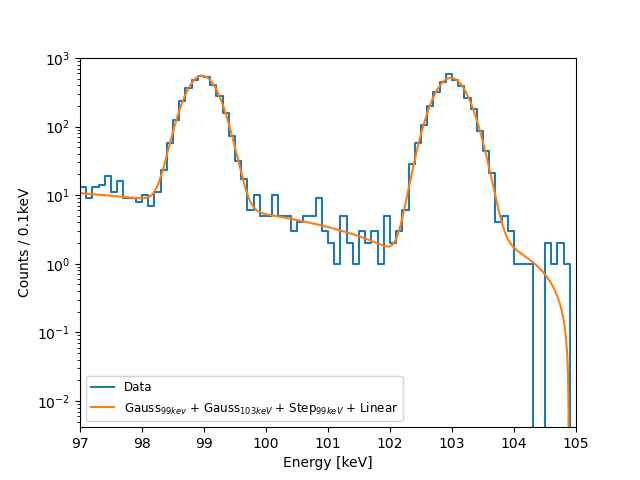 10³
10²
10¹
10⁰
10⁻¹
10⁻²
Counts / 0.1keV
Data
Gauss₉₉ₖₑᵥ + Gauss₁₀₃ₖₑV + Step₉₉ₖₑV + Linear
97 98 99 100 101 102 103 104 105
Energy [keV]